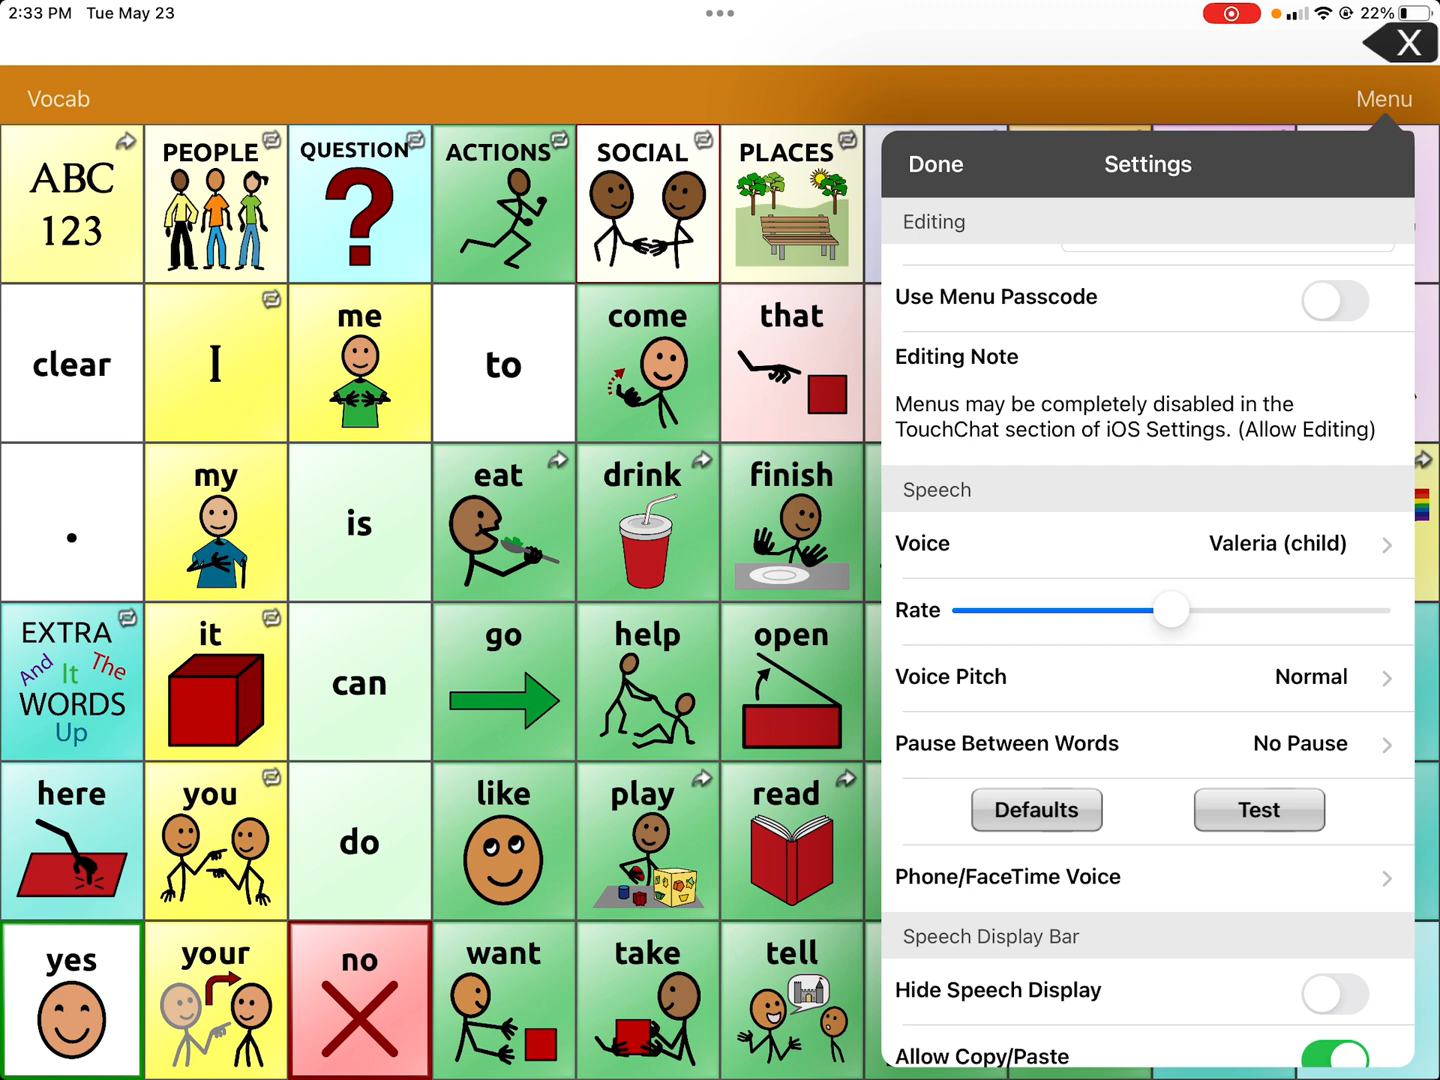 2:33 PM Tue May 23
22%
X
Vocab
Menu
ABC
123
PEOPLE
QUESTION
?
ACTIONS
SOCIAL
PLACES
clear
I
me
to
come
that
.
my
is
eat
drink
finish
EXTRA
And It The
WORDS
Up
it
can
go
help
open
here
you
do
like
play
read
yes
your
no
want
take
tell
Done
Settings
Editing
Use Menu Passcode
Editing Note
Menus may be completely disabled in the
TouchChat section of iOS Settings. (Allow Editing)
Speech
Voice
Valeria (child)
Rate
Voice Pitch
Normal
Pause Between Words
No Pause
Defaults
Test
Phone/FaceTime Voice
Speech Display Bar
Hide Speech Display
Allow Copy/Paste